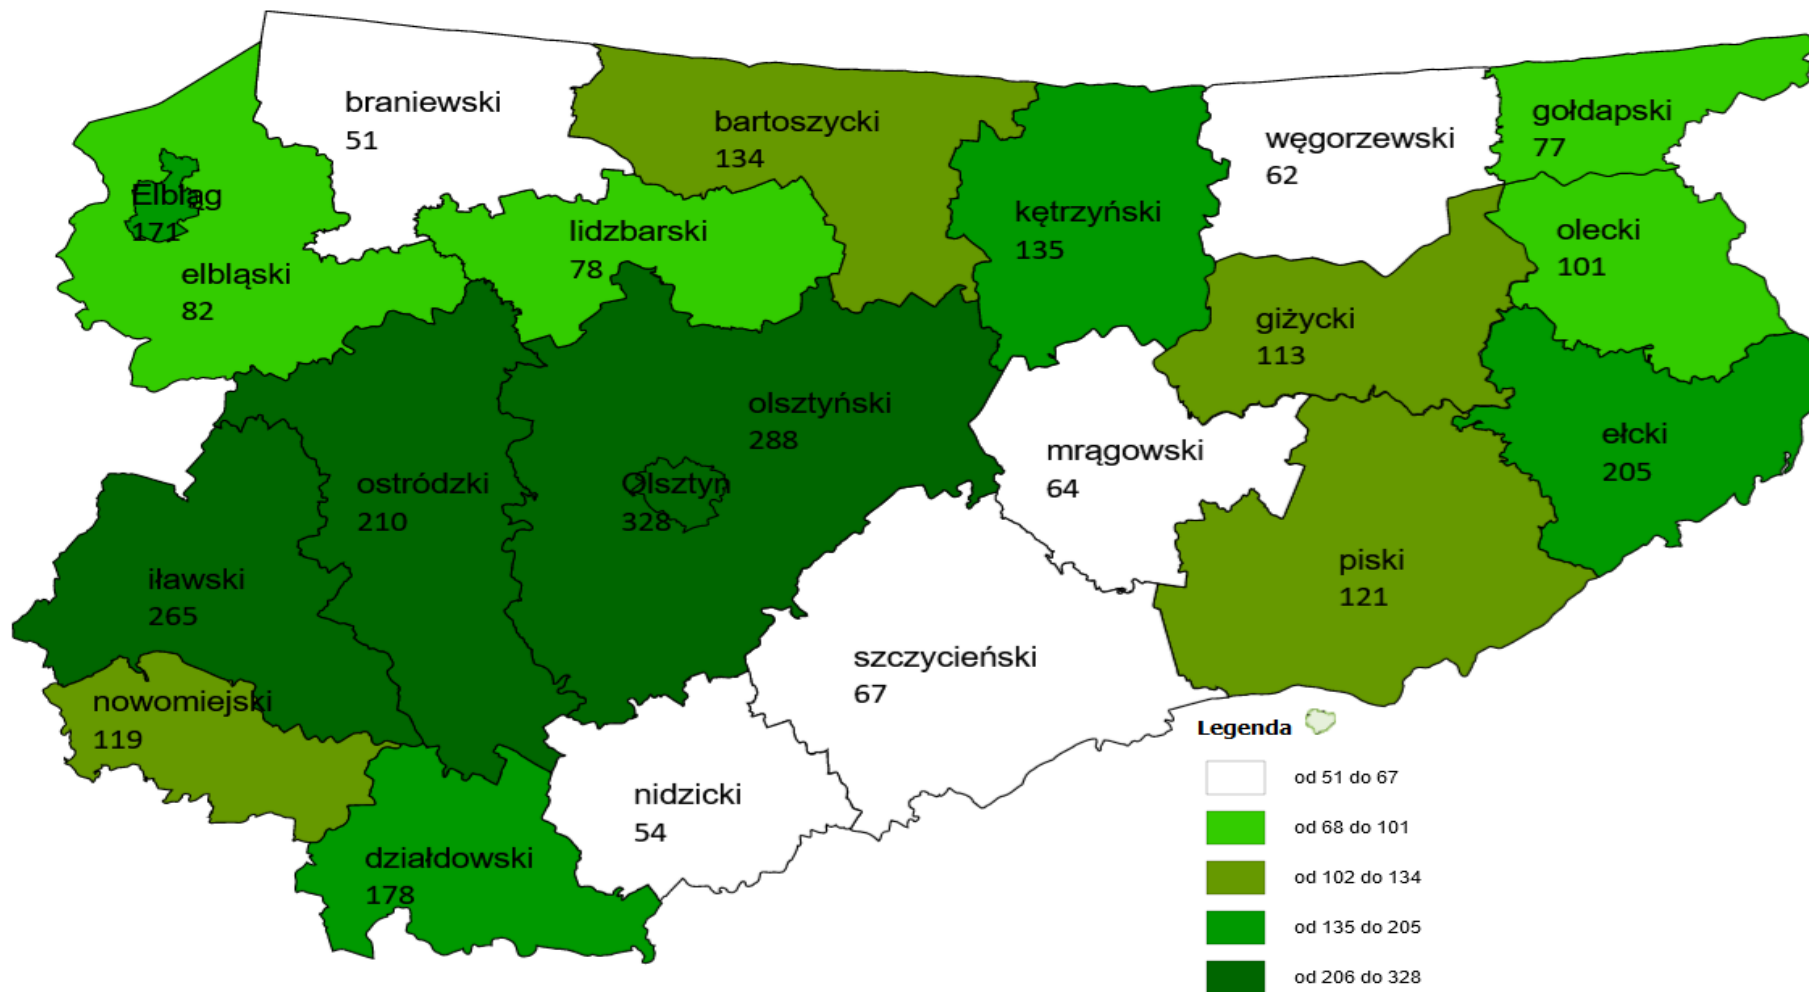 braniewski
51
bartoszycki
134
węgorzewski
62
gołdapski
77
Elbląg
171
elbląski
82
lidzbarski
78
kętrzyński
135
olecki
101
giżycki
113
olsztyński
288
Olsztyn
328
ostródzki
210
mrągowski
64
ełcki
205
iławski
265
piski
121
szczycieński
67
nowomiejski
119
nidzicki
54
działdowski
178
Legenda
od 51 do 67
od 68 do 101
od 102 do 134
od 135 do 205
od 206 do 328